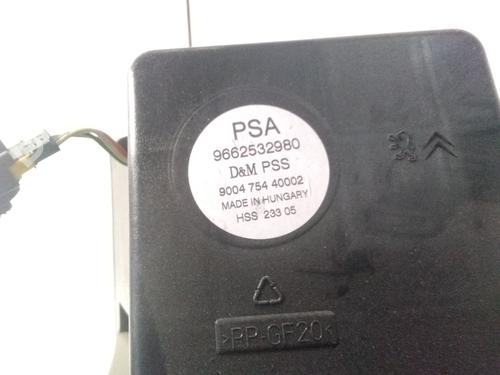 PSA
9662532980
D&M PSS
9004 754 40002
MADE IN HUNGARY
HSS 233 05
>PP-GF20<